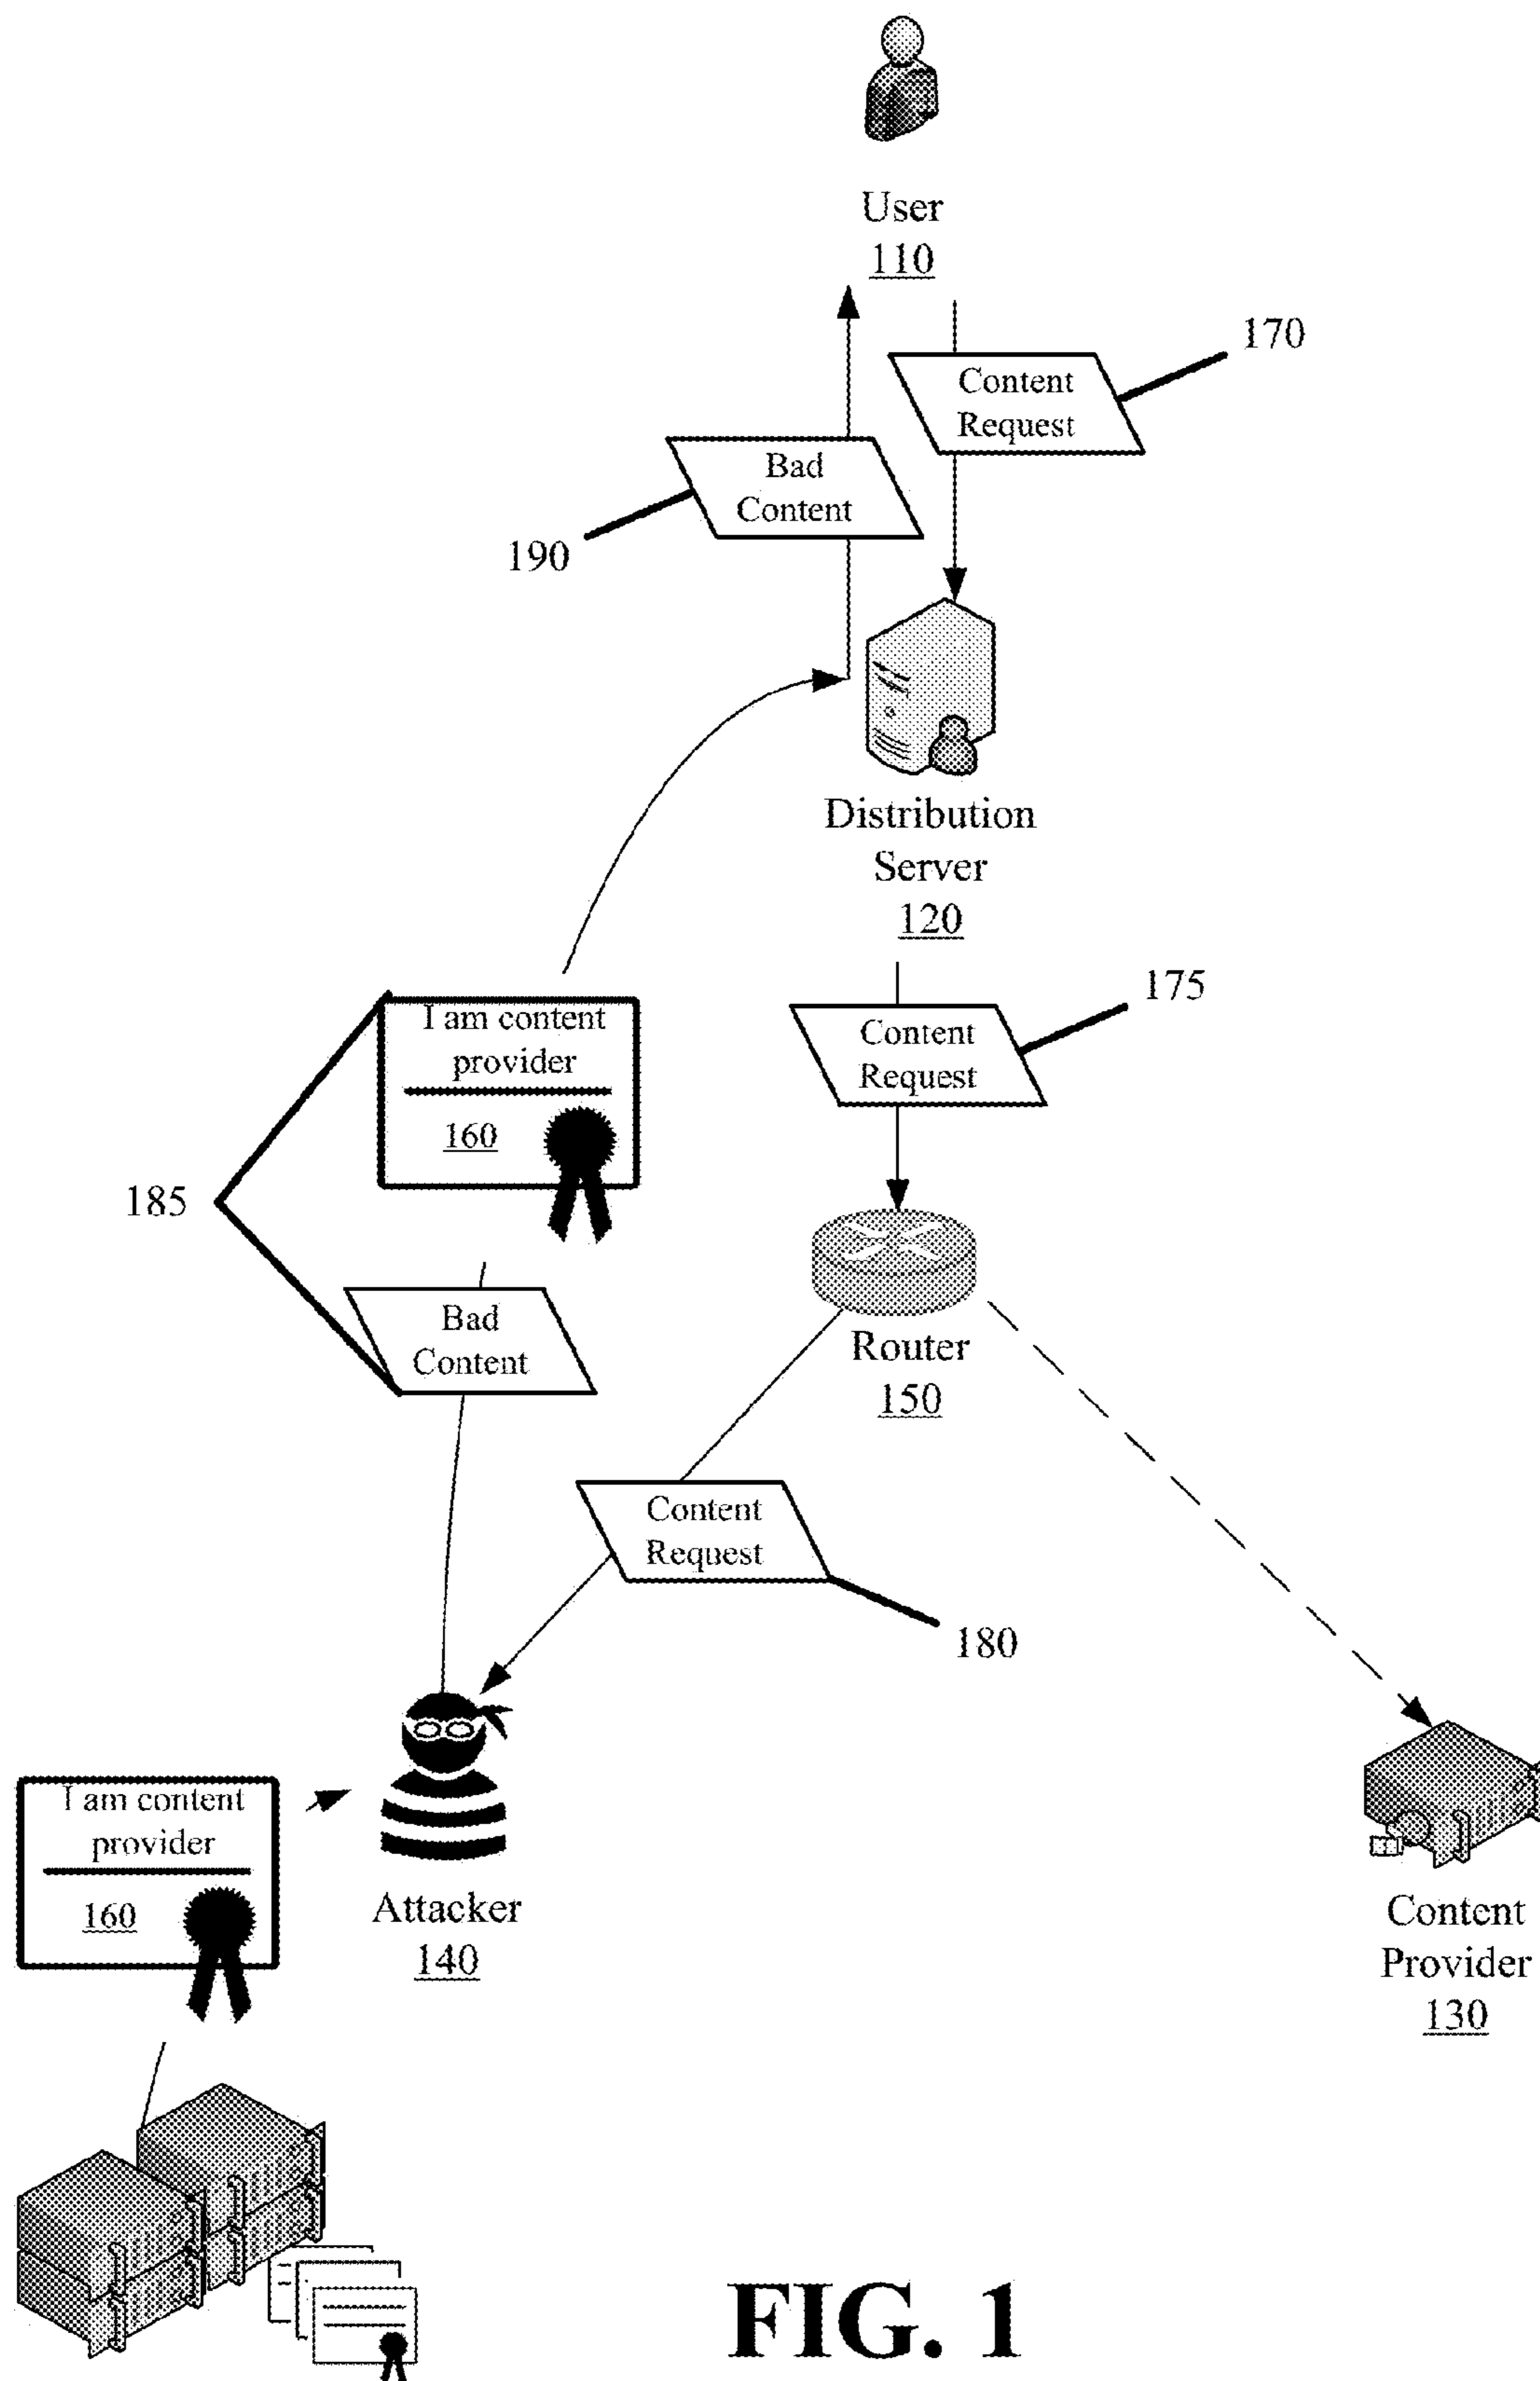 User
110
170
Content
Request
Bad
Content
190
Distribution
Server
120
175
I am content
provider
160
Content
Request
185
Bad
Content
Router
150
Content
Request
180
I am content
provider
160
Attacker
140
Content
Provider
130
FIG. 1